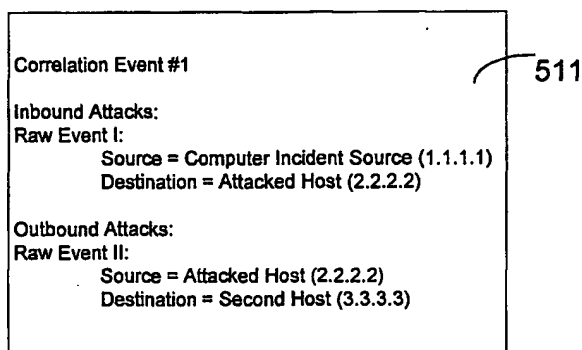 Correlation Event #1
511
Inbound Attacks:
Raw Event I:
Source = Computer Incident Source (1.1.1.1)
Destination = Attacked Host (2.2.2.2)
Outbound Attacks:
Raw Event II:
Source = Attacked Host (2.2.2.2)
Destination = Second Host (3.3.3.3)